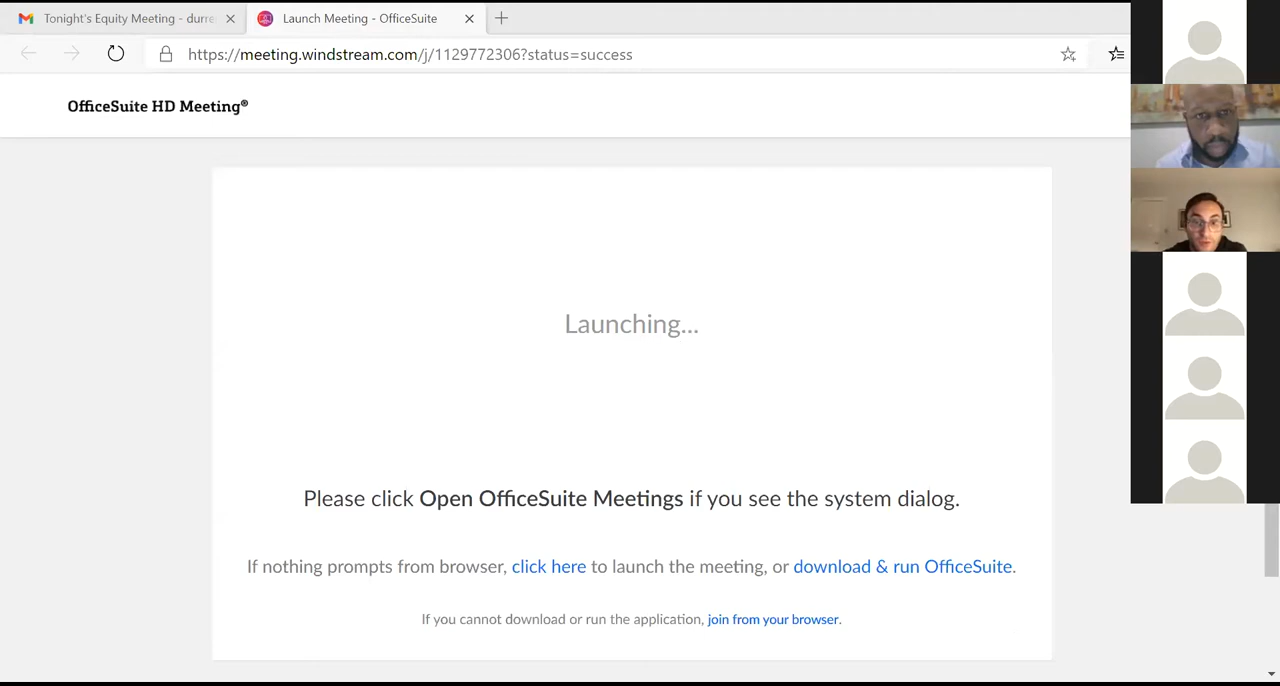 Tonight's Equity Meeting - durre
Launch Meeting - OfficeSuite
https://meeting.windstream.com/j/1129772306?status=success
OfficeSuite HD Meeting®
Launching...
Please click Open OfficeSuite Meetings if you see the system dialog.
If nothing prompts from browser, click here to launch the meeting, or download & run OfficeSuite.
If you cannot download or run the application, join from your browser.